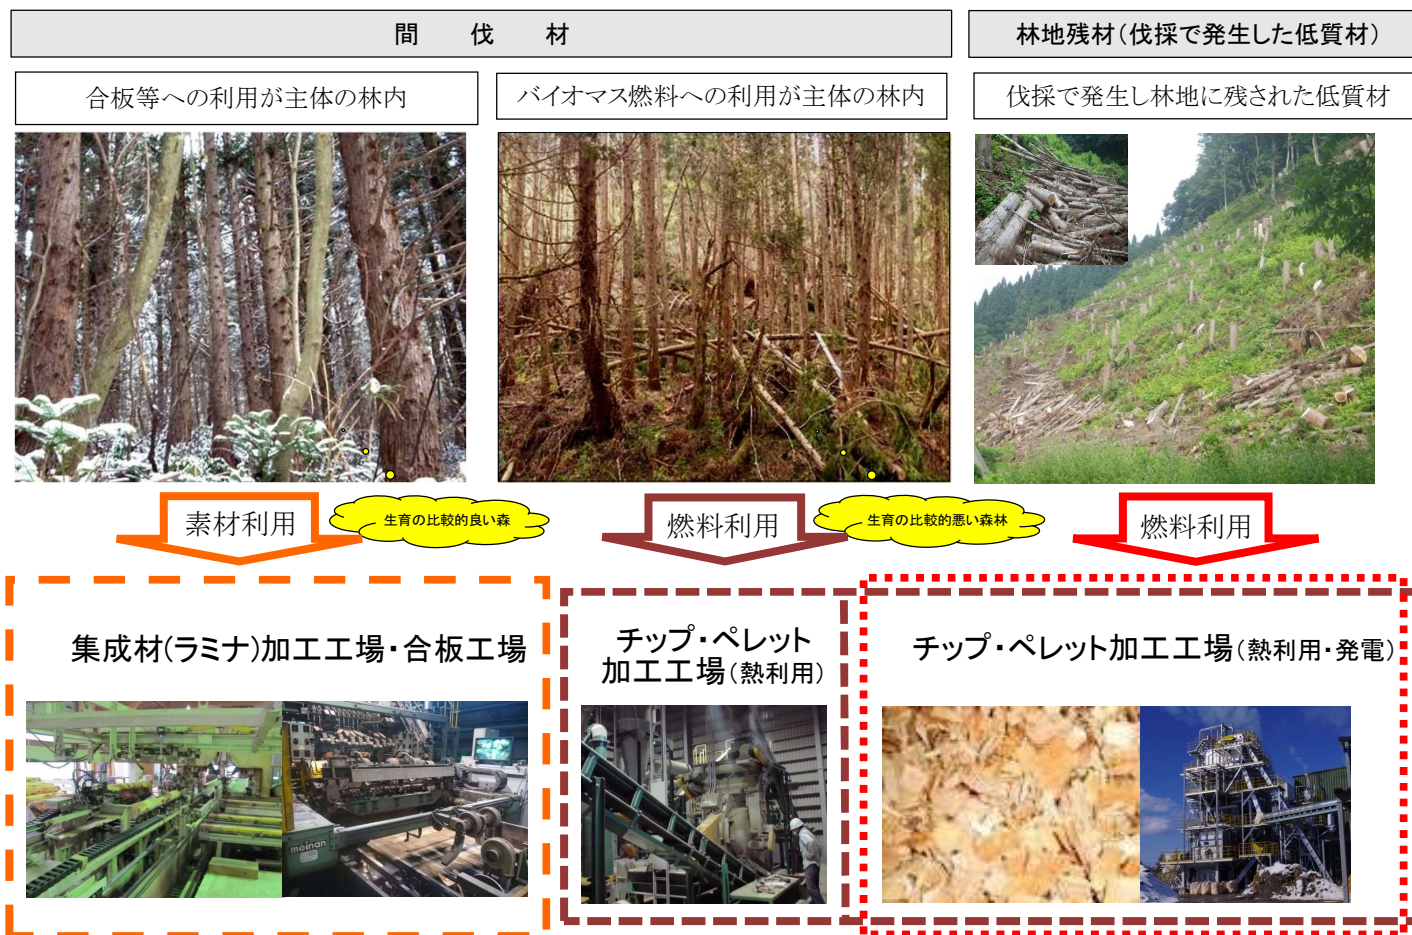 間 伐 材
林地残材(伐採で発生した低質材)
合板等への利用が主体の林内
バイオマス燃料への利用が主体の林内
伐採で発生し林地に残された低質材
素材利用
生育の比較的良い森
燃料利用
生育の比較的悪い森林
燃料利用
集成材(ラミナ)加工工場・合板工場
チップ・ペレット
加工工場(熱利用)
チップ・ペレット加工工場(熱利用・発電)
moinan